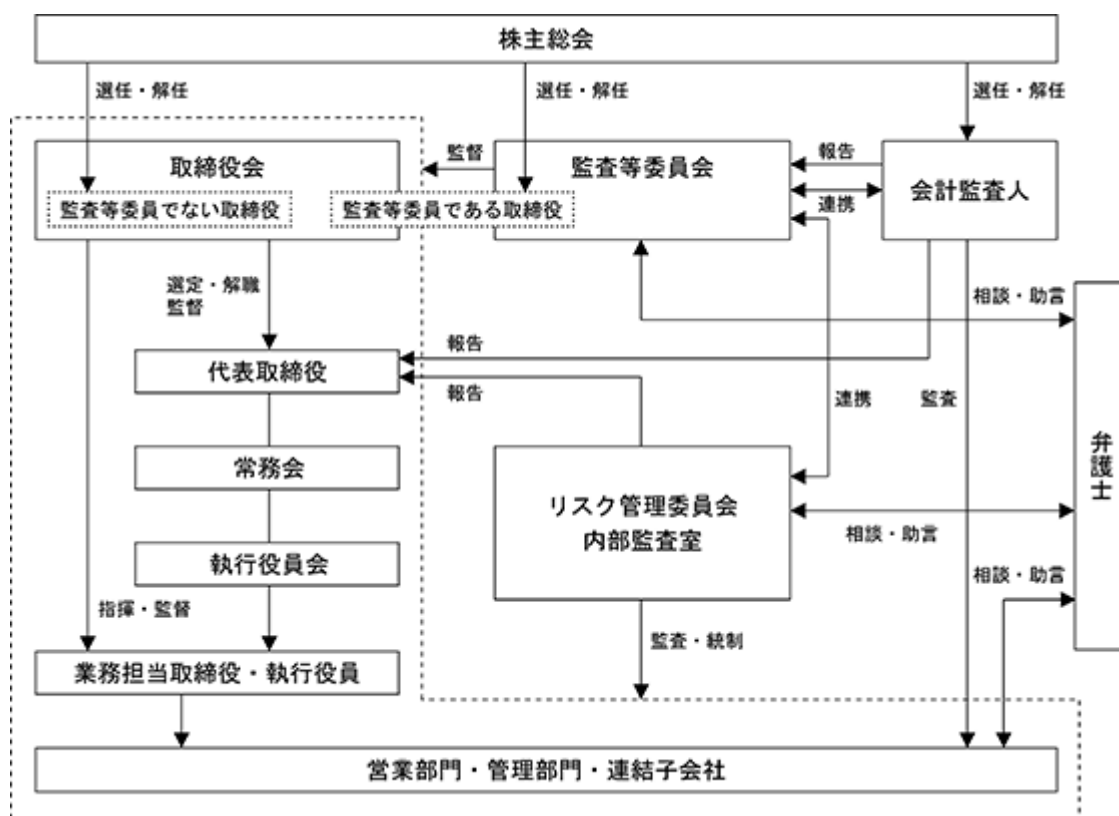 株主総会
選任・解任
選任・解任
選任・解任
取締役会
監査等委員でない取締役
監査等委員である取締役
監督
監査等委員会
報告
連携
会計監査人
選定・解職
監督
相談・助言
報告
代表取締役
報告
連携
監査
弁護士
常務会
リスク管理委員会
内部監査室
相談・助言
執行役員会
相談・助言
指揮・監督
監査・統制
業務担当取締役・執行役員
営業部門・管理部門・連結子会社